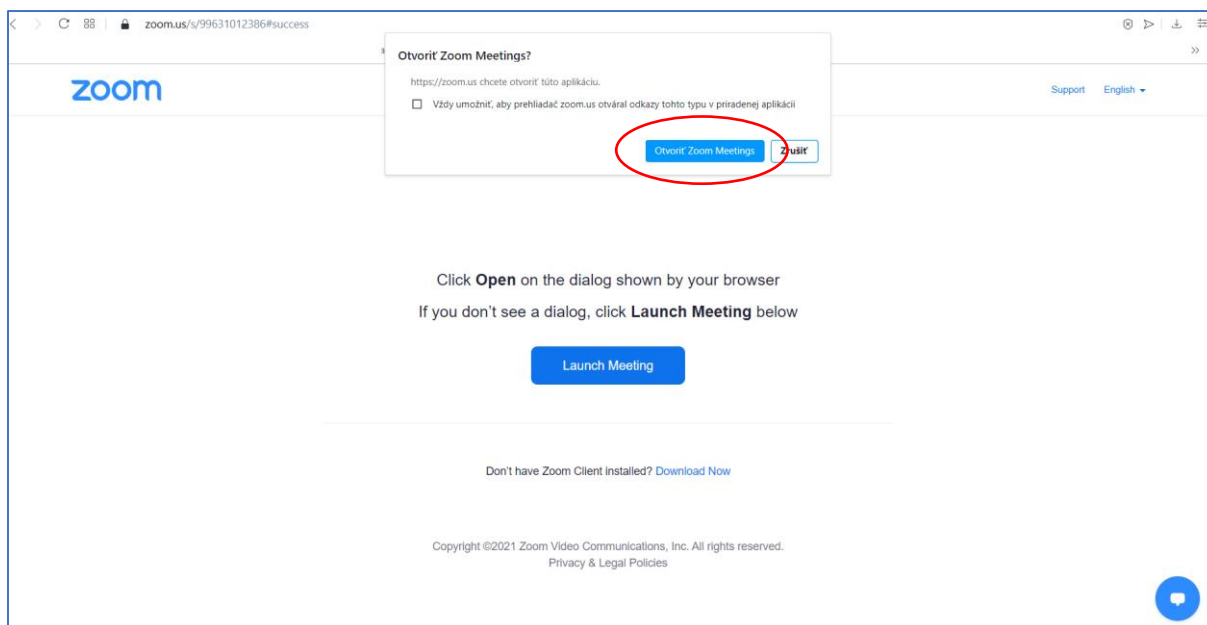 zoom.us/s/99631012386#success
Otvoriť Zoom Meetings?
https://zoom.us chcete otvoriť túto aplikáciu.
Vždy umožniť, aby prehliadač zoom.us otváral odkazy tohto typu v priradenej aplikácii
Otvoriť Zoom Meetings Zrušiť
zoom
Support English
Click Open on the dialog shown by your browser
If you don't see a dialog, click Launch Meeting below
Launch Meeting
Don't have Zoom Client installed? Download Now
Copyright ©2021 Zoom Video Communications, Inc. All rights reserved.
Privacy & Legal Policies